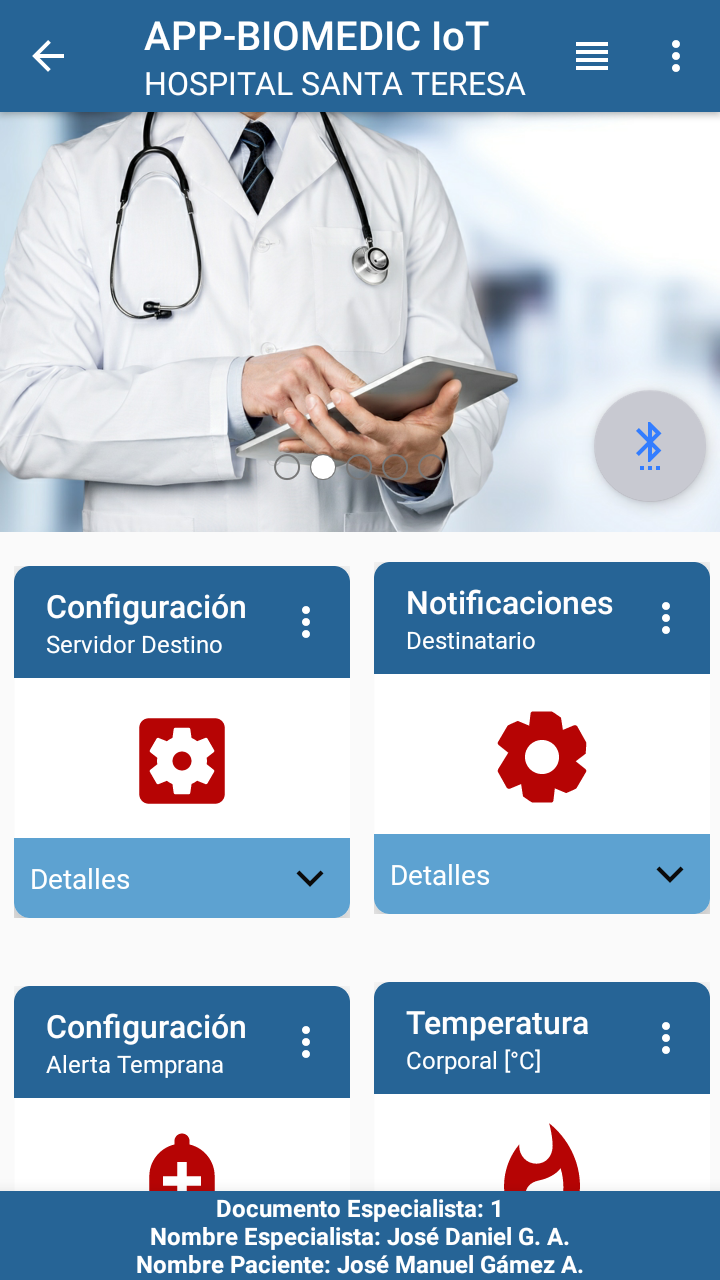 APP-BIOMEDIC IoT
HOSPITAL SANTA TERESA
Configuración
Servidor Destino
Detalles
Notificaciones
Destinatario
Detalles
Configuración
Alerta Temprana
Temperatura
Corporal [°C]
Documento Especialista: 1
Nombre Especialista: José Daniel G. A.
Nombre Paciente: José Manuel Gámez A.